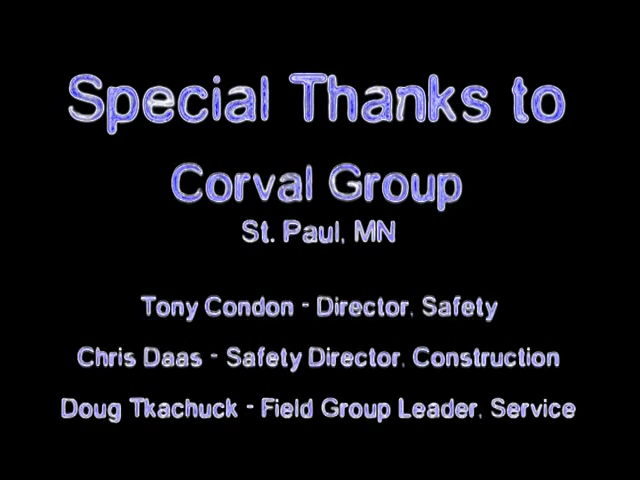 Special Thanks to
Corval Group
St. Paul, MN
Tony Condon - Director, Safety
Chris Daas - Safety Director, Construction
Doug Tkachuck - Field Group Leader, Service